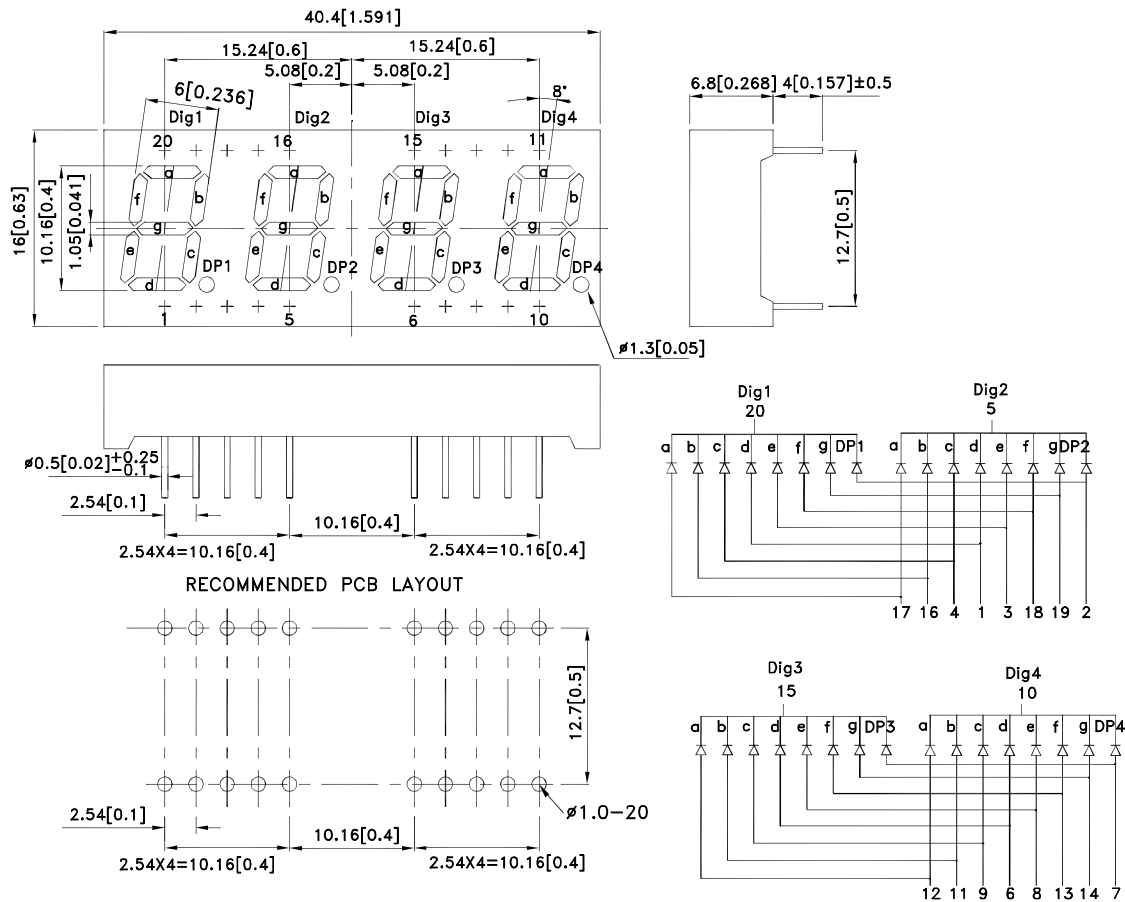 40.4[1.591]
15.24[0.6] 15.24[0.6]
5.08[0.2] 5.08[0.2]
6[0.236] 8°
Dig1 Dig2 Dig3 Dig4
20 16 15 11
a a a a
f b f b f b f b
g g g g
e c e c e c e c
d d d d
DP1 DP2 DP3 DP4
1 5 6 10
16[0.63]
10.16[0.4]
1.05[0.041]
ø1.3[0.05]
6.8[0.268] 4[0.157]±0.5
12.7[0.5]
ø0.5[0.02]+0.25 -0.1
2.54[0.1]
10.16[0.4]
2.54X4=10.16[0.4] 2.54X4=10.16[0.4]
RECOMMENDED PCB LAYOUT
12.7[0.5]
ø1.0-20
2.54[0.1]
10.16[0.4]
2.54X4=10.16[0.4] 2.54X4=10.16[0.4]
Dig1 Dig2
20 5
a b c d e f g DP1 a b c d e f g DP2
17 16 4 1 3 18 19 2
Dig3 Dig4
15 10
a b c d e f g DP3 a b c d e f g DP4
12 11 9 6 8 13 14 7